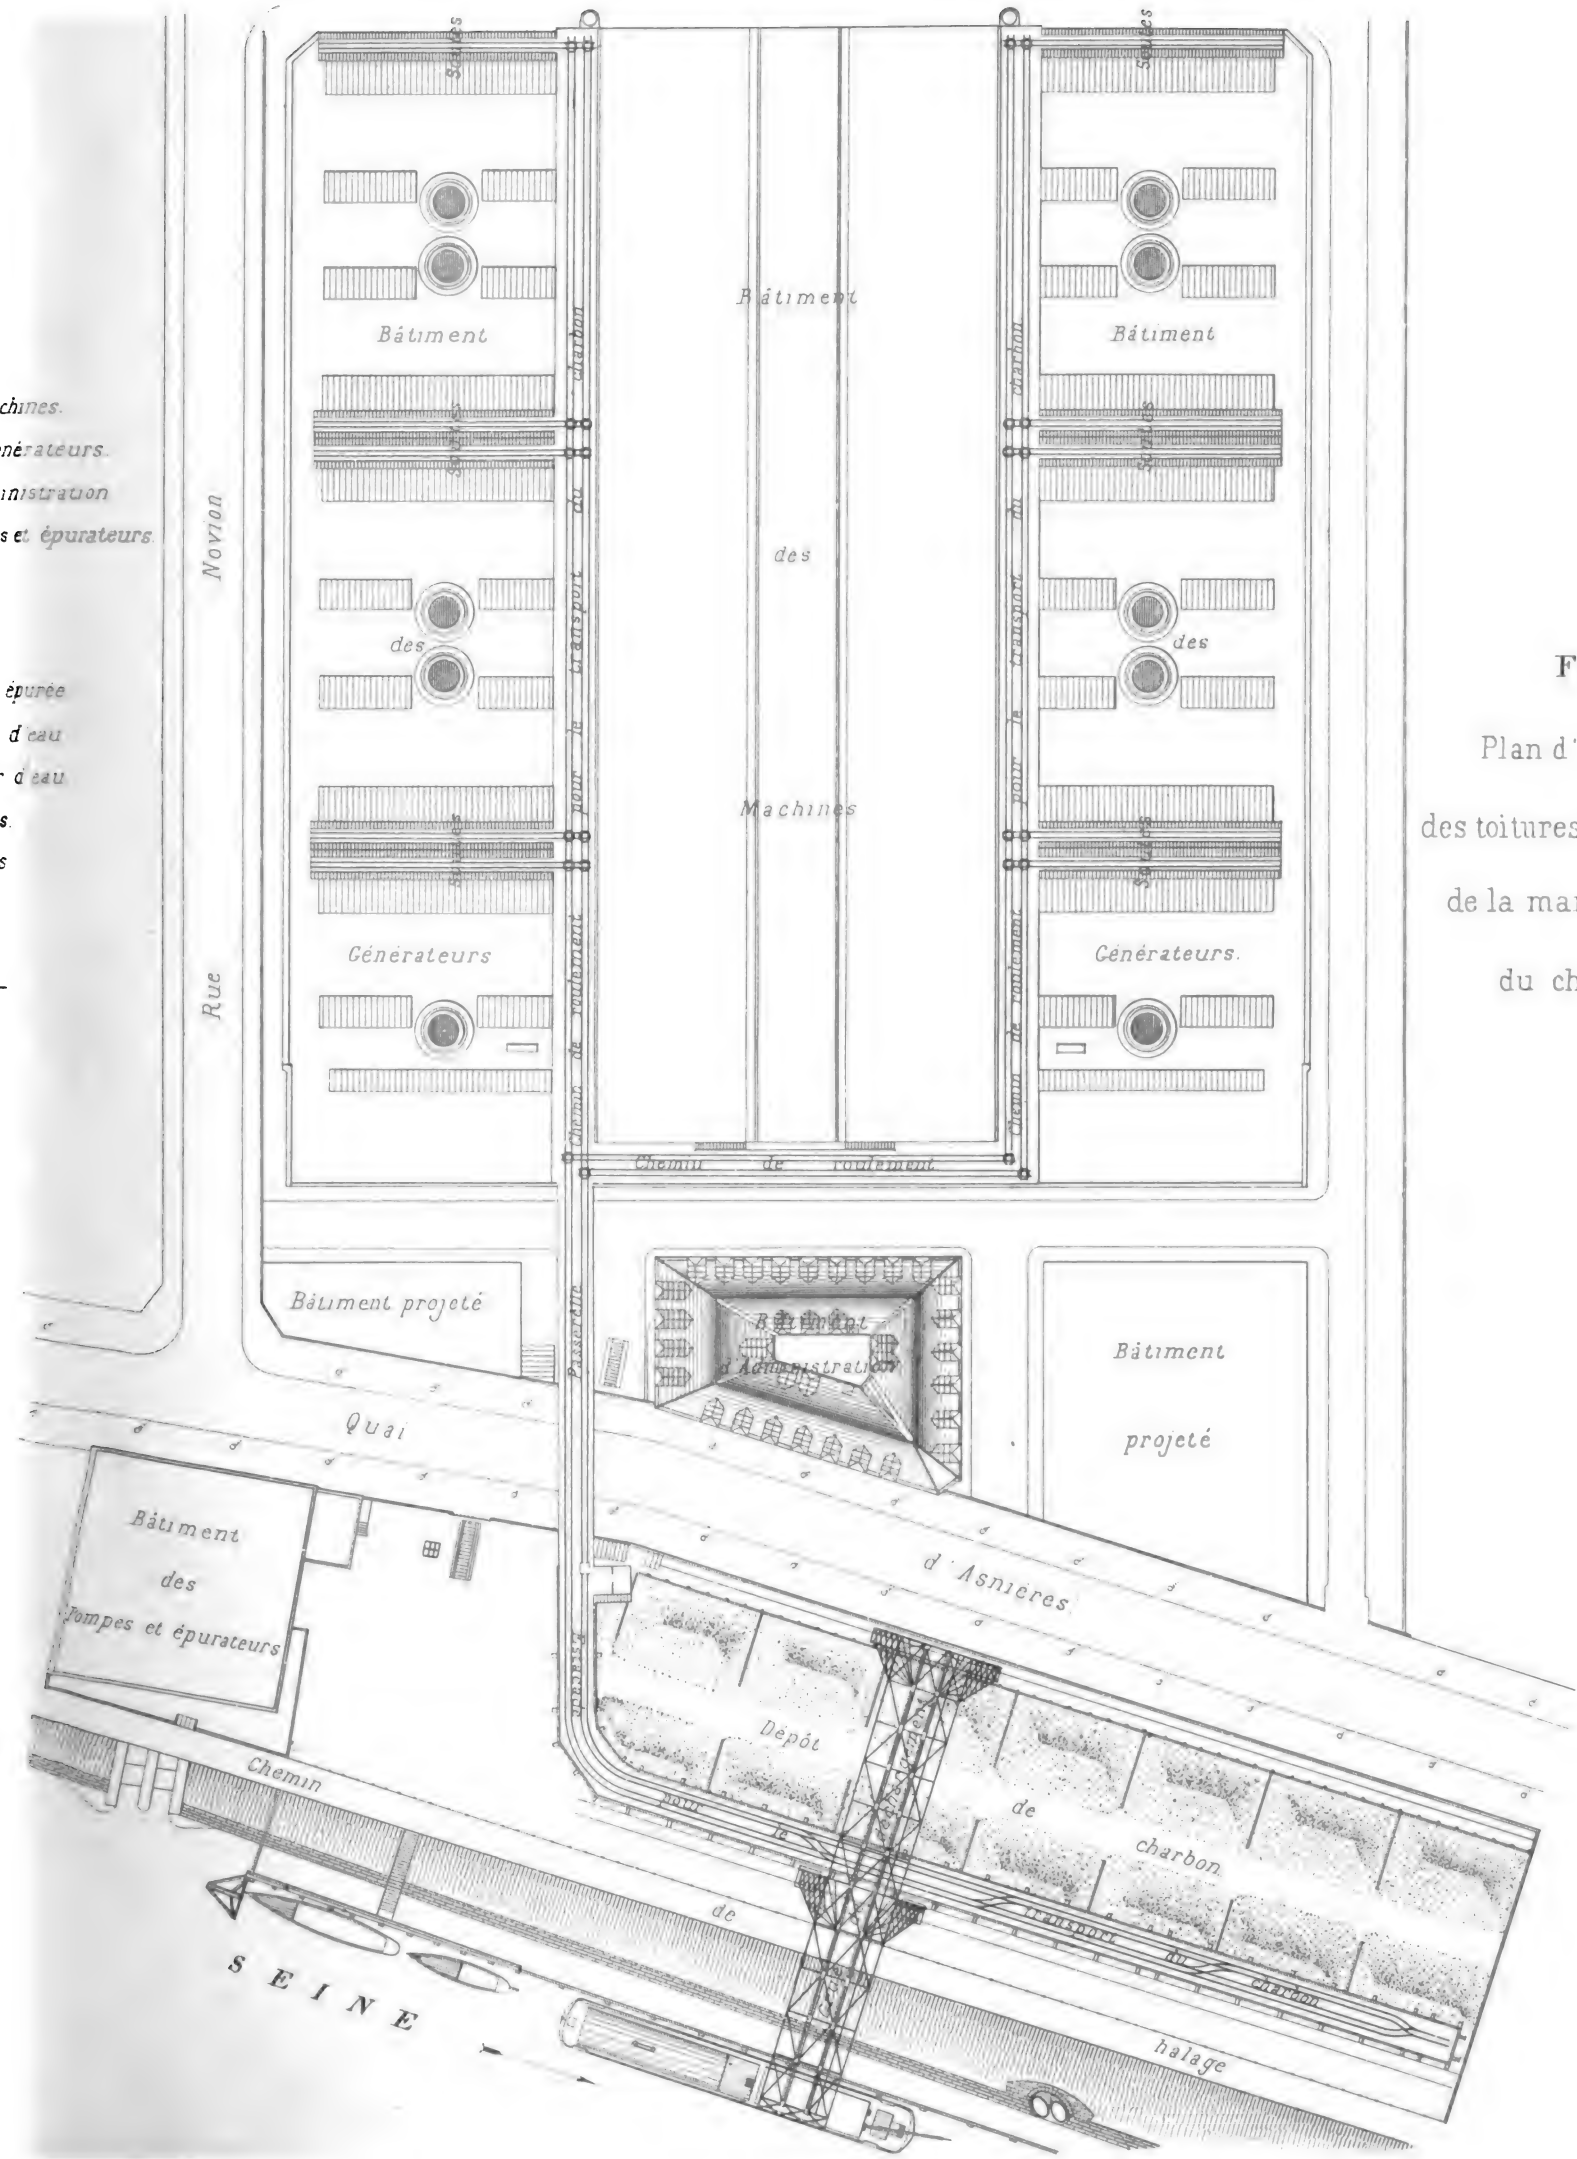 Soutes
Soutes
Bâtiment
Bâtiment
Bâtiment
chines.
nérateurs.
inistration
s et épurateurs.
Soutes
Soutes
Novion
des
des
des
épurée
d'eau
r d'eau
s.
s
F
Plan d'
des toitures
de la ma
du ch
Machines
Soutes
Soutes
Générateurs
Générateurs.
Rue
Chemin de roulement pour le transport du charbon
Chemin de roulement pour le transport du charbon
Chemin de roulement
Bâtiment projeté
Passerelle
Bâtiment
d'Administration
Bâtiment
projeté
Quai
d'Asnières
Bâtiment
des
Pompes et épurateurs
Dépôt
de
charbon
pour
le
transport
du
charbon
Chemin
de
halage
SEINE